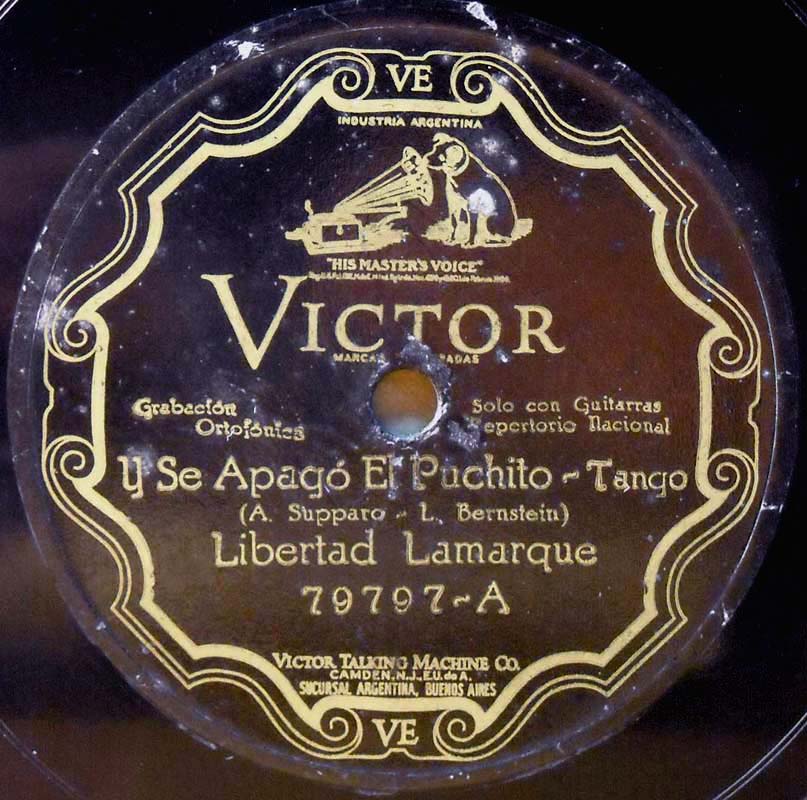 VE
INDUSTRIA ARGENTINA
"HIS MASTER'S VOICE"
VICTOR
MARCAS
Grabación Ortofónica
Solo con Guitarras
Repertorio Nacional
Y Se Apagó El Puchito - Tango
(A. Supparo - L. Bernstein)
Libertad Lamarque
79797-A
VICTOR TALKING MACHINE CO.
CAMDEN, N.J., E.U. de A.
SUCURSAL ARGENTINA, BUENOS AIRES
VE